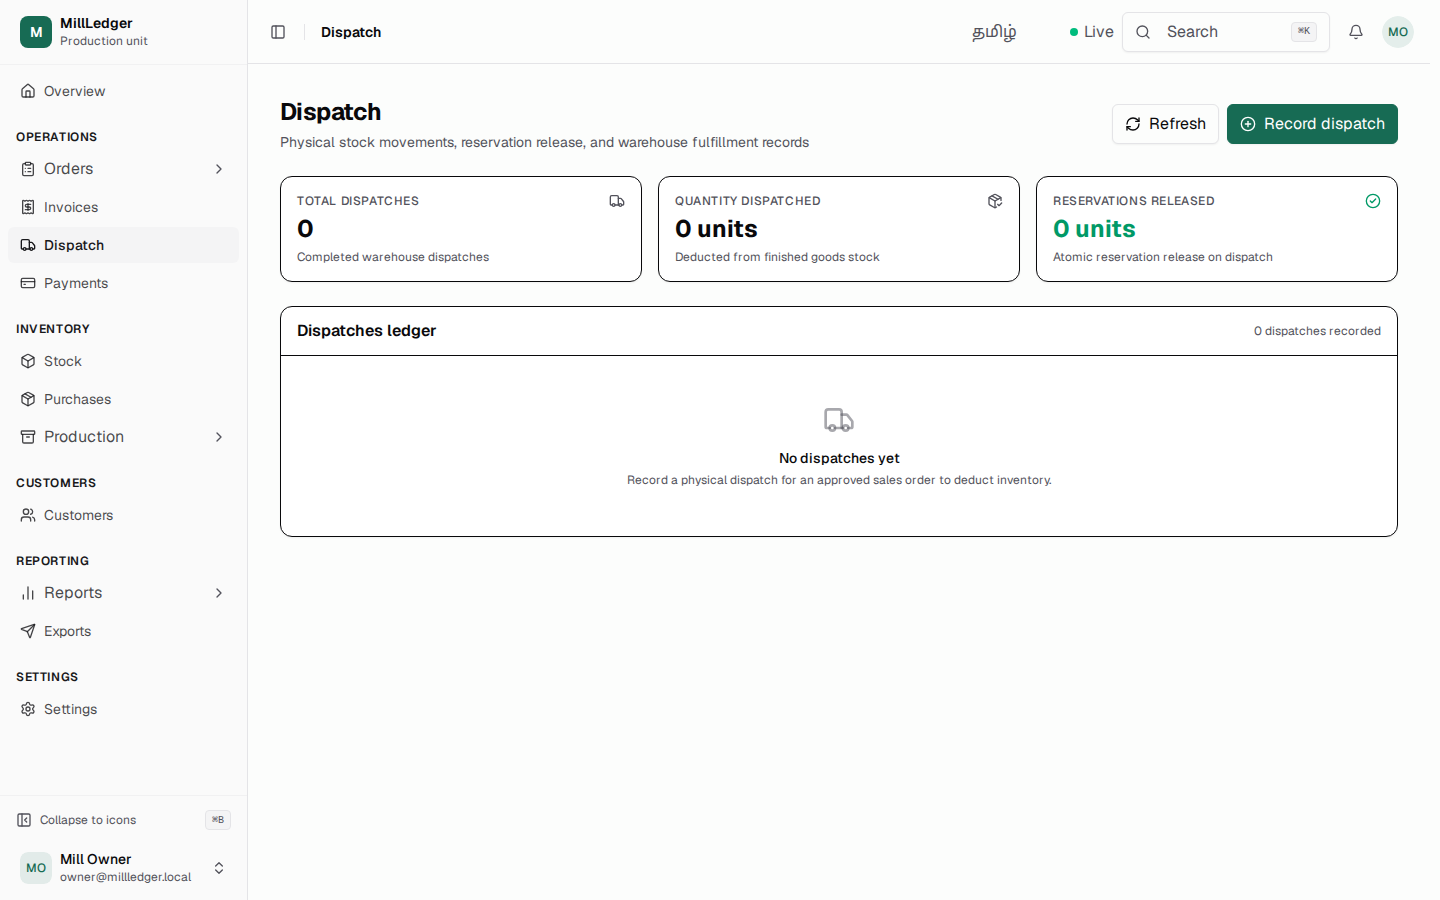 M
MillLedger
Production unit
Overview
OPERATIONS
Orders
Invoices
Dispatch
Payments
INVENTORY
Stock
Purchases
Production
CUSTOMERS
Customers
REPORTING
Reports
Exports
SETTINGS
Settings
Collapse to icons ⌘B
MO
Mill Owner
owner@millledger.local
Dispatch
தமிழ்
Live
Search ⌘K
MO
Dispatch
Physical stock movements, reservation release, and warehouse fulfillment records
Refresh
Record dispatch
TOTAL DISPATCHES
0
Completed warehouse dispatches
QUANTITY DISPATCHED
0 units
Deducted from finished goods stock
RESERVATIONS RELEASED
0 units
Atomic reservation release on dispatch
Dispatches ledger
0 dispatches recorded
No dispatches yet
Record a physical dispatch for an approved sales order to deduct inventory.